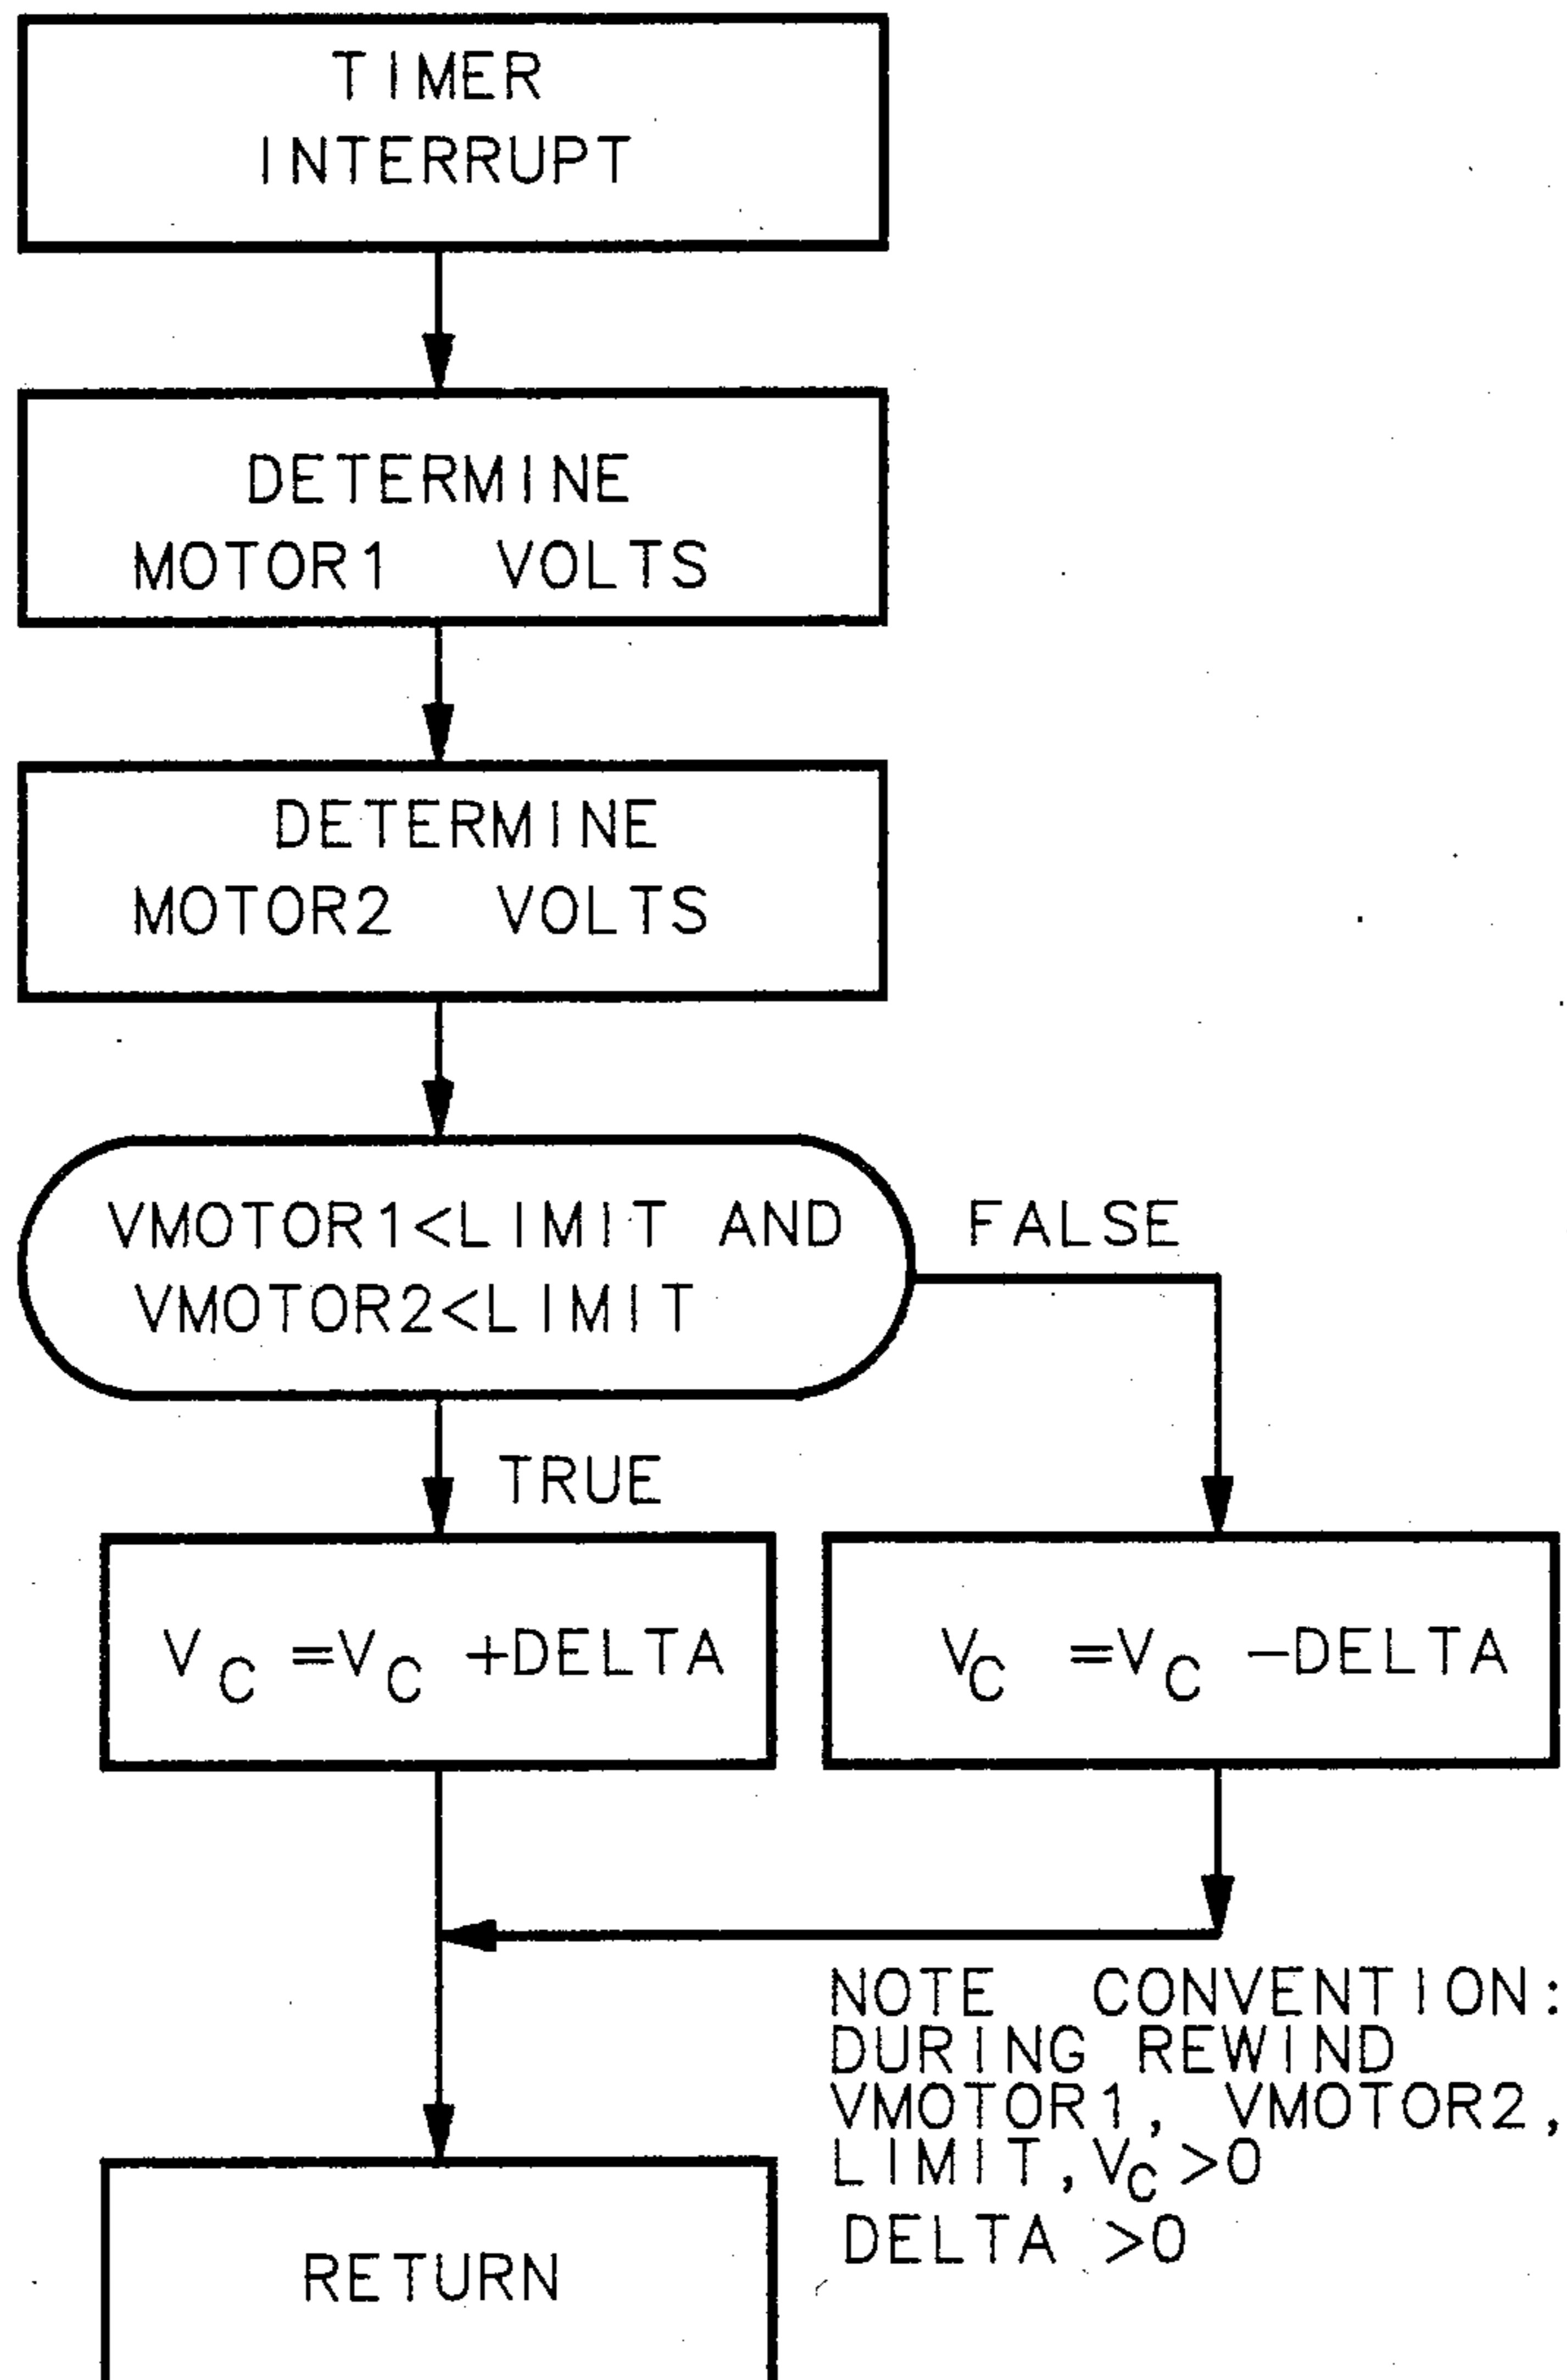 TIMER
INTERRUPT
DETERMINE
MOTOR1 VOLTS
DETERMINE
MOTOR2 VOLTS
VMOTOR1<LIMIT AND
VMOTOR2<LIMIT
FALSE
TRUE
VC =VC +DELTA
VC =VC -DELTA
NOTE CONVENTION:
DURING REWIND
VMOTOR1, VMOTOR2,
LIMIT,VC >0
DELTA >0
RETURN